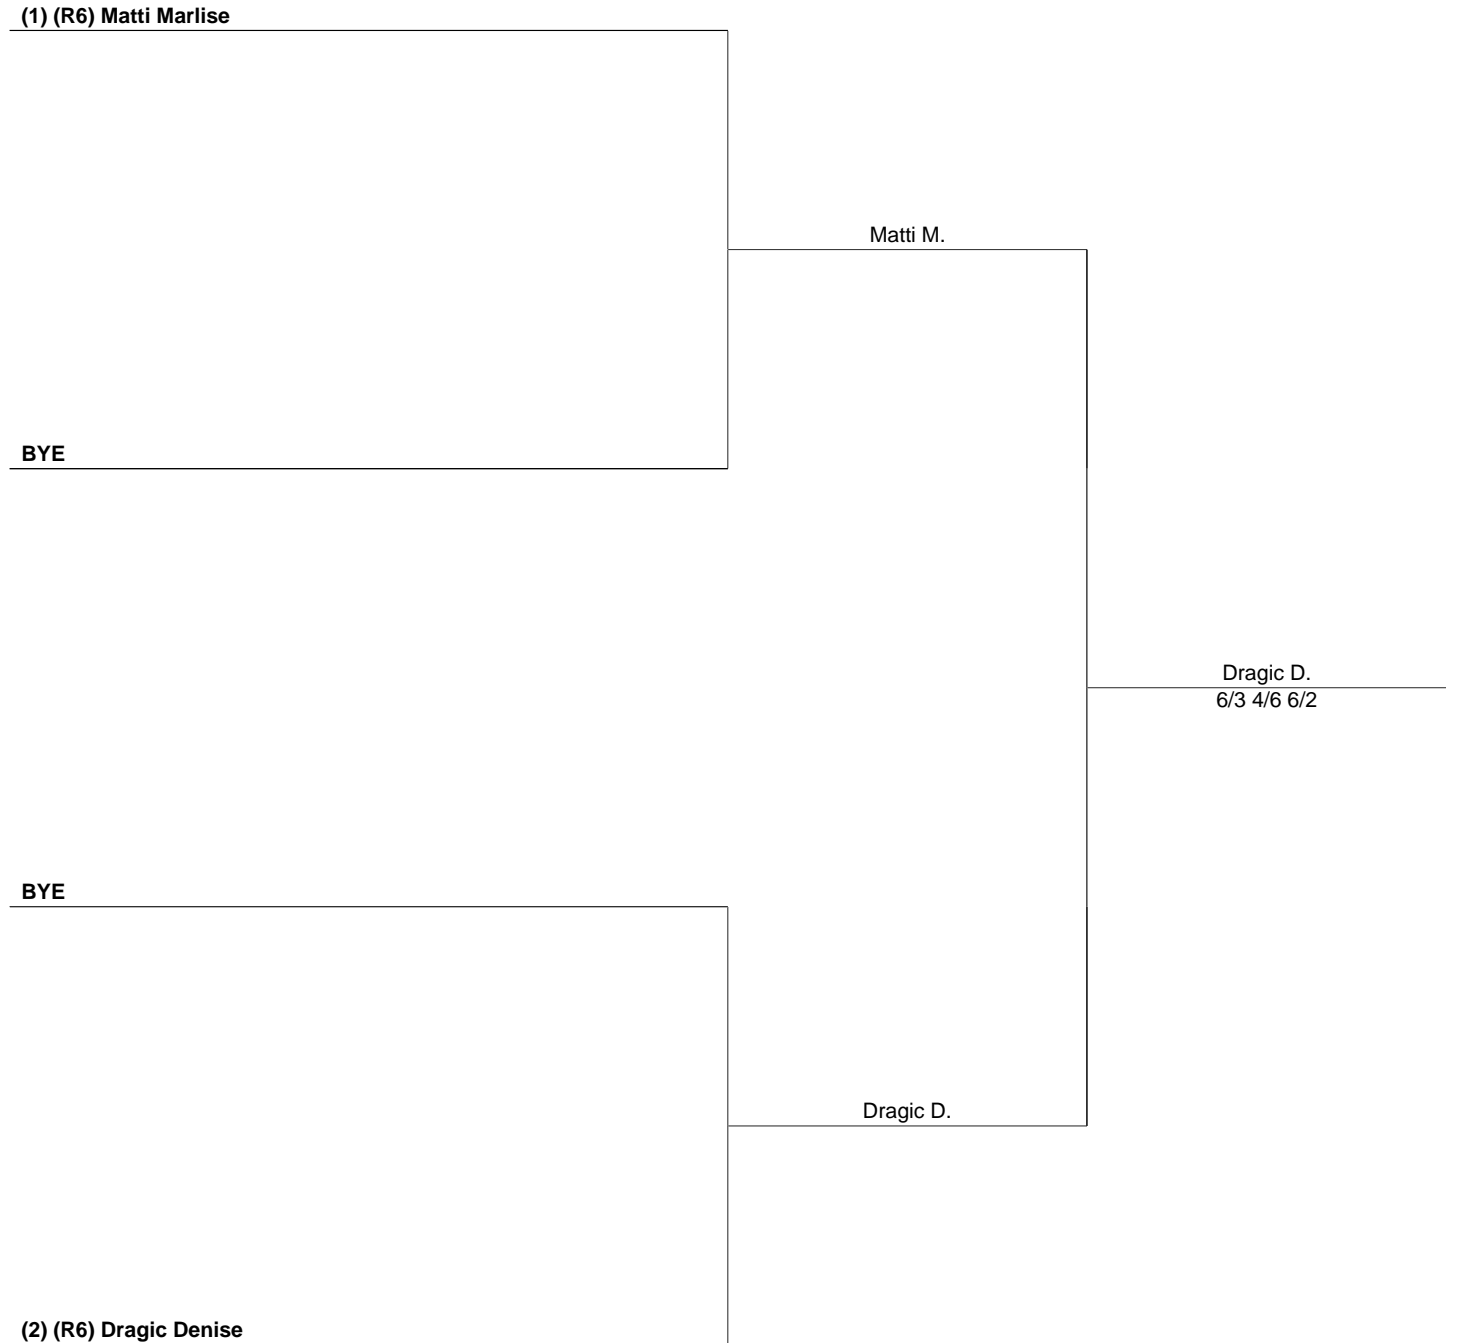 (1) (R6) Matti Marlise
Matti M.
BYE
Dragic D.
6/3 4/6 6/2
BYE
Dragic D.
(2) (R6) Dragic Denise